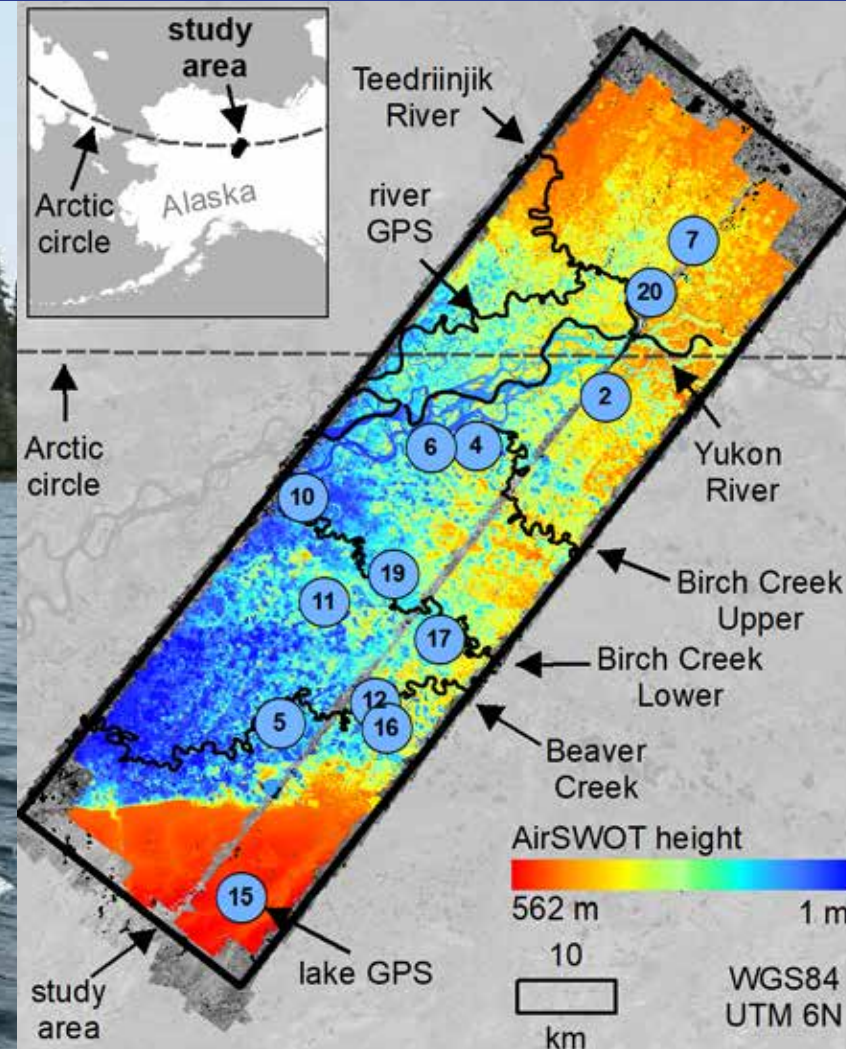 study
area
Arctic
circle
Alaska
Teedriinjik
River
river
GPS
7
20
2
Arctic
circle
Yukon
River
6
4
10
19
11
17
Birch Creek
Upper
Birch Creek
Lower
12
5
16
Beaver
Creek
AirSWOT height
562 m
1 m
15
lake GPS
study
area
10
km
WGS84
UTM 6N